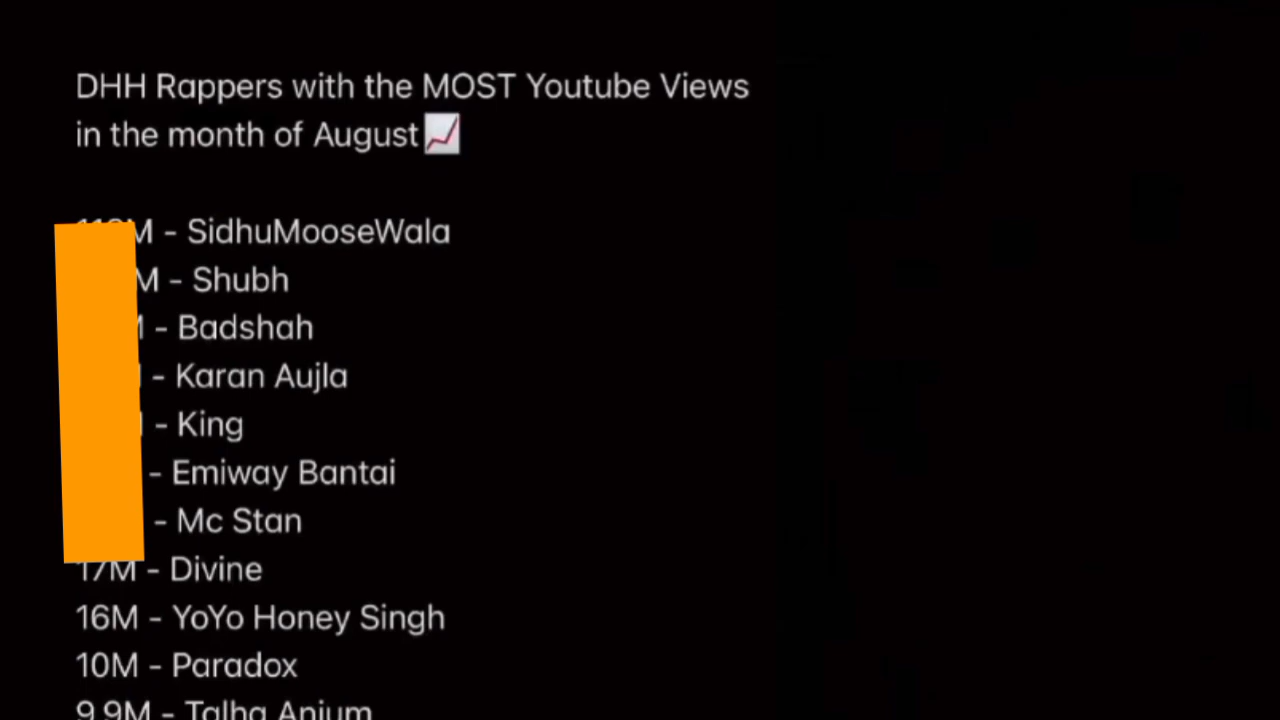 DHH Rappers with the MOST Youtube Views
in the month of August📈
M - SidhuMooseWala
M - Shubh
- Badshah
- Karan Aujla
- King
- Emiway Bantai
- Mc Stan
17M - Divine
16M - YoYo Honey Singh
10M - Paradox
9.9M - Talha Anjum